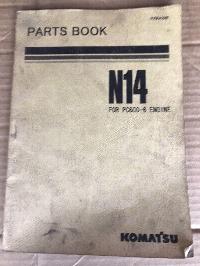 PARTS BOOK
N14
FOR PC600-6 ENGINE
KOMATSU